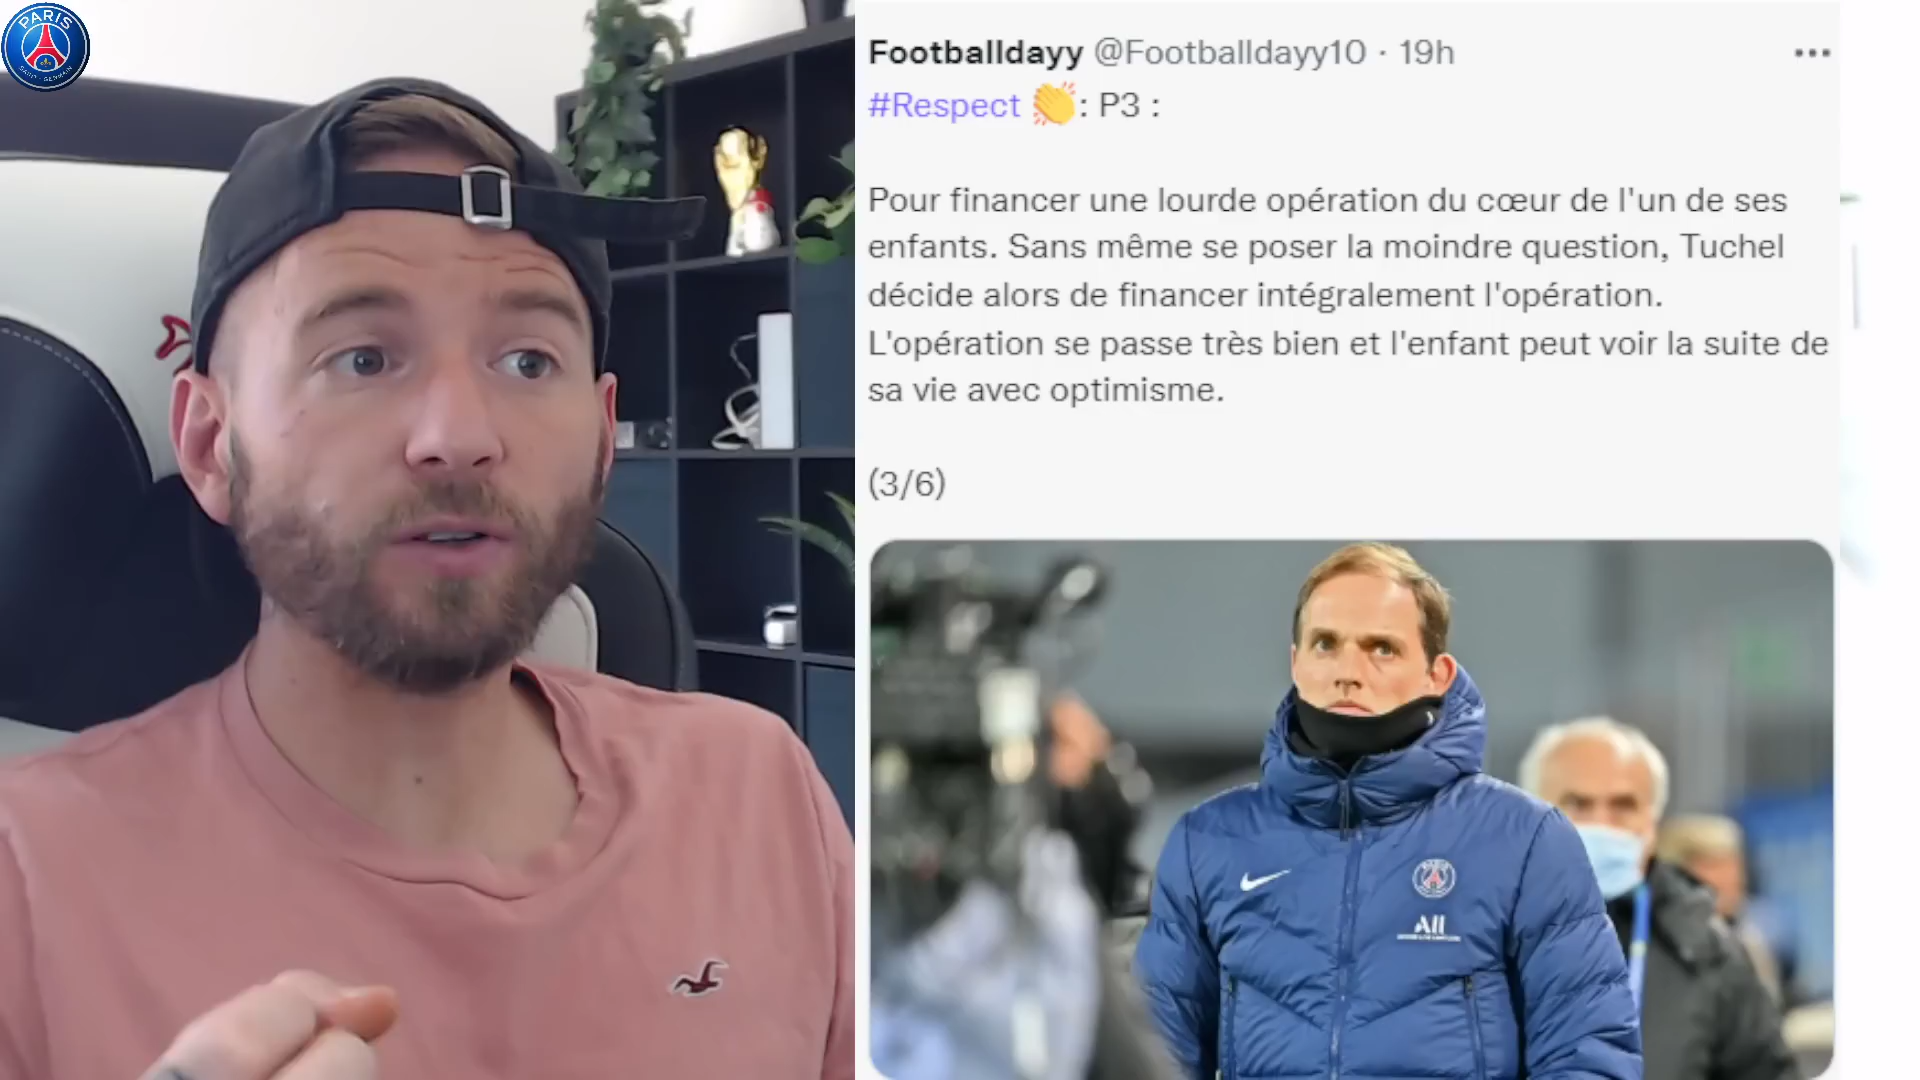 PARIS
SAINT-GERMAIN
Footballdayy @Footballdayy10 · 19h
#Respect 👏: P3 :
Pour financer une lourde opération du cœur de l'un de ses
enfants. Sans même se poser la moindre question, Tuchel
décide alors de financer intégralement l'opération.
L'opération se passe très bien et l'enfant peut voir la suite de
sa vie avec optimisme.
(3/6)
All